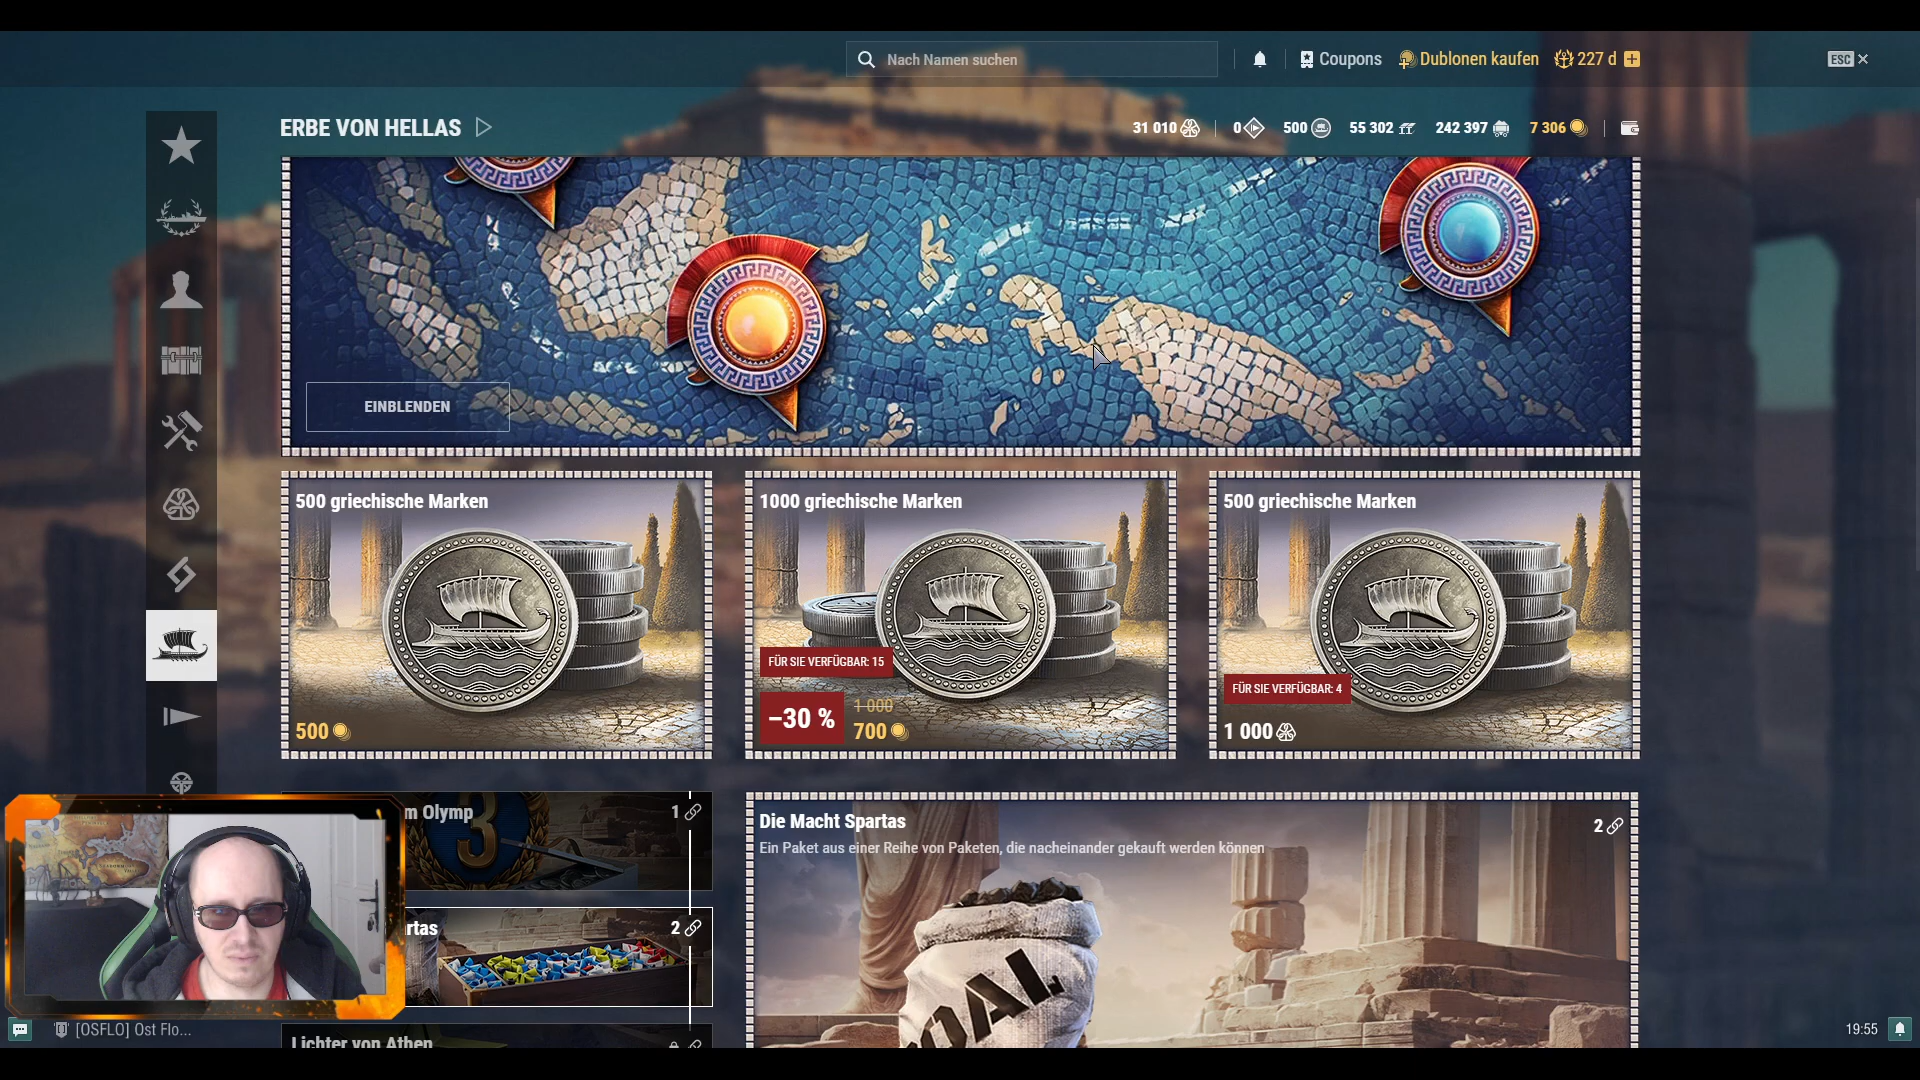 Nach Namen suchen
Coupons
Dublonen kaufen
227 d
ESC
ERBE VON HELLAS
31 010
0
500
55 302
242 397
7 306
EINBLENDEN
500 griechische Marken
500
1000 griechische Marken
FÜR SIE VERFÜGBAR: 15
–30 %
1 000
700
500 griechische Marken
FÜR SIE VERFÜGBAR: 4
1 000
m Olymp
1
3
rtas
2
Lichter von Athen
Die Macht Spartas
2
Ein Paket aus einer Reihe von Paketen, die nacheinander gekauft werden können
OAL
[OSFLO] Ost Flo...
19:55